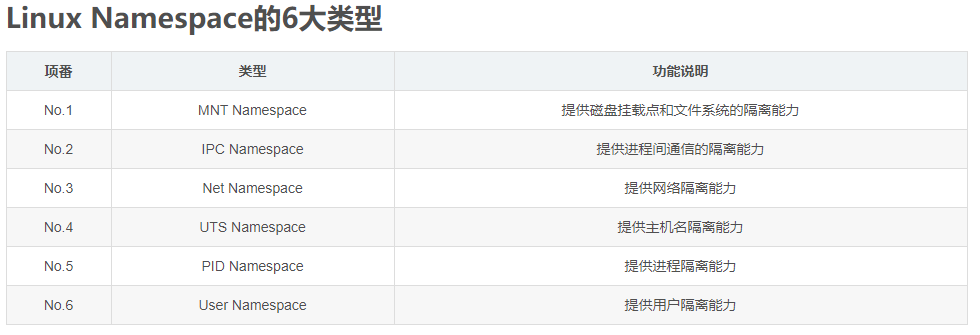 Linux Namespace的6大类型
项番 类型 功能说明
No.1 MNT Namespace 提供磁盘挂载点和文件系统的隔离能力
No.2 IPC Namespace 提供进程间通信的隔离能力
No.3 Net Namespace 提供网络隔离能力
No.4 UTS Namespace 提供主机名隔离能力
No.5 PID Namespace 提供进程隔离能力
No.6 User Namespace 提供用户隔离能力